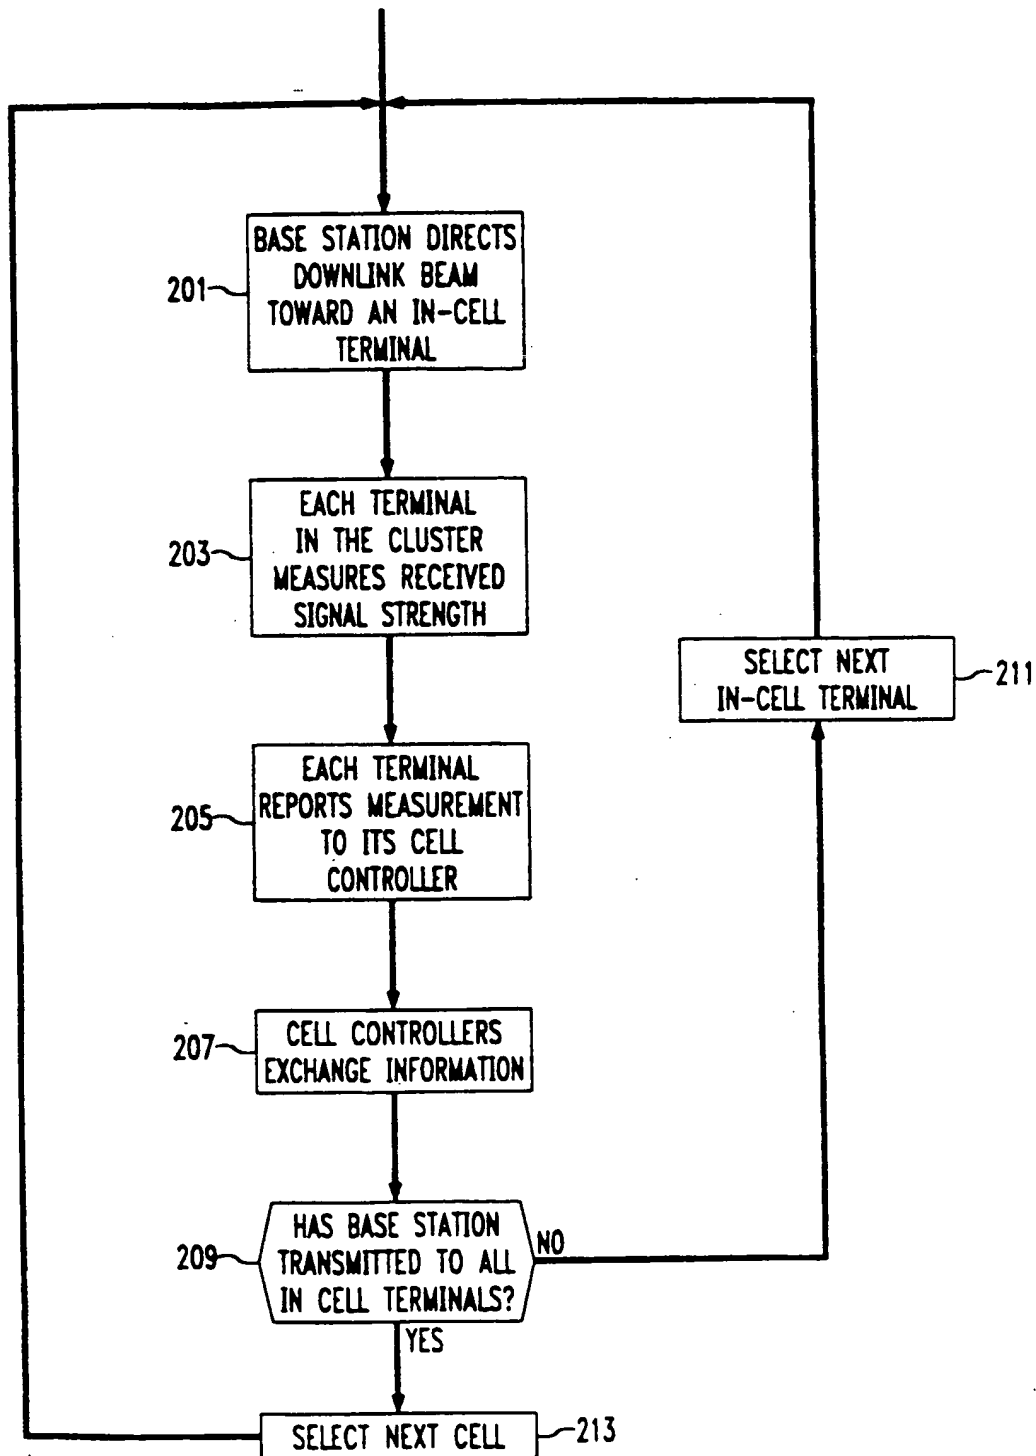 BASE STATION DIRECTS
DOWNLINK BEAM
TOWARD AN IN-CELL
TERMINAL
201
EACH TERMINAL
IN THE CLUSTER
MEASURES RECEIVED
SIGNAL STRENGTH
203
SELECT NEXT
IN-CELL TERMINAL
211
EACH TERMINAL
REPORTS MEASUREMENT
TO ITS CELL
CONTROLLER
205
CELL CONTROLLERS
EXCHANGE INFORMATION
207
HAS BASE STATION
TRANSMITTED TO ALL
IN CELL TERMINALS?
209
NO
YES
SELECT NEXT CELL
213